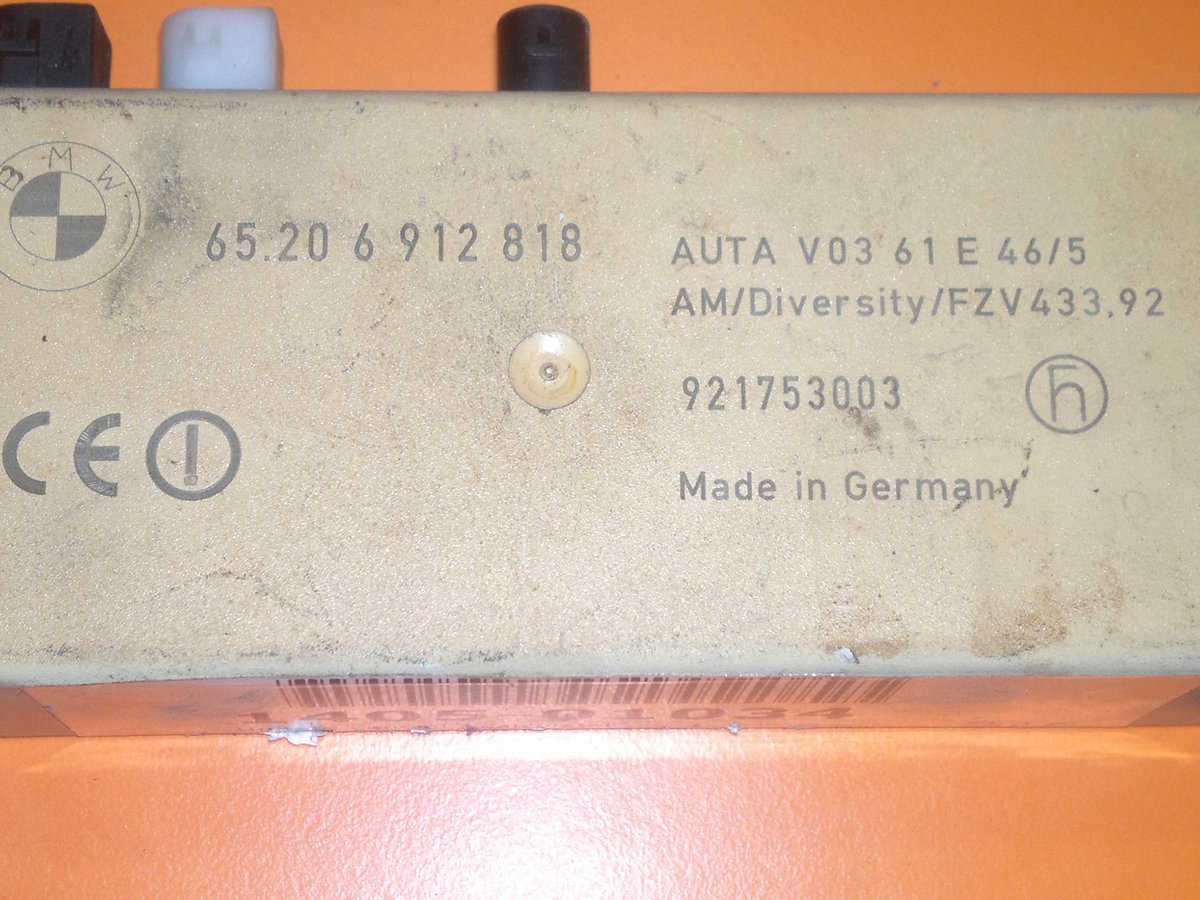 BMW
65.20 6 912 818
AUTA V03 61 E 46/5
AM/Diversity/FZV433,92
921753003
h
CE
Made in Germany